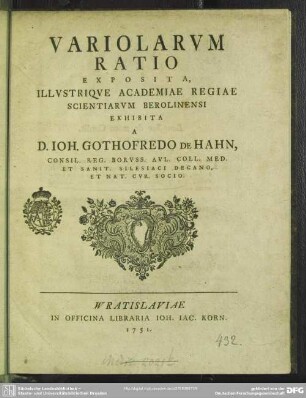 VARIOLARVM
RATIO
EXPOSITA,
ILLVSTRIQVE ACADEMIAE REGIAE
SCIENTIARVM BEROLINENSI
EXHIBITA
A
D. IOH. GOTHOFREDO DE HAHN,
CONSIL. REG. BORVSS. AVL. COLL. MED.
ET SANIT. SILESIACI DECANO,
ET NAT. CVR. SOCIO.
WRATISLAVIAE
IN OFFICINA LIBRARIA IOH. IAC. KORN.
1751.
492.